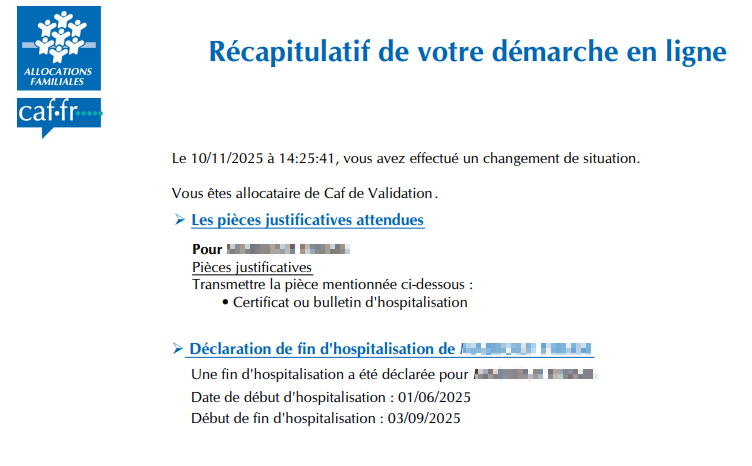 ALLOCATIONS
FAMILIALES
caf.fr
Récapitulatif de votre démarche en ligne
Le 10/11/2025 à 14:25:41, vous avez effectué un changement de situation.
Vous êtes allocataire de Caf de Validation.
Les pièces justificatives attendues
Pour
Pièces justificatives
Transmettre la pièce mentionnée ci-dessous :
• Certificat ou bulletin d'hospitalisation
Déclaration de fin d'hospitalisation de
Une fin d'hospitalisation a été déclarée pour
Date de début d'hospitalisation : 01/06/2025
Début de fin d'hospitalisation : 03/09/2025